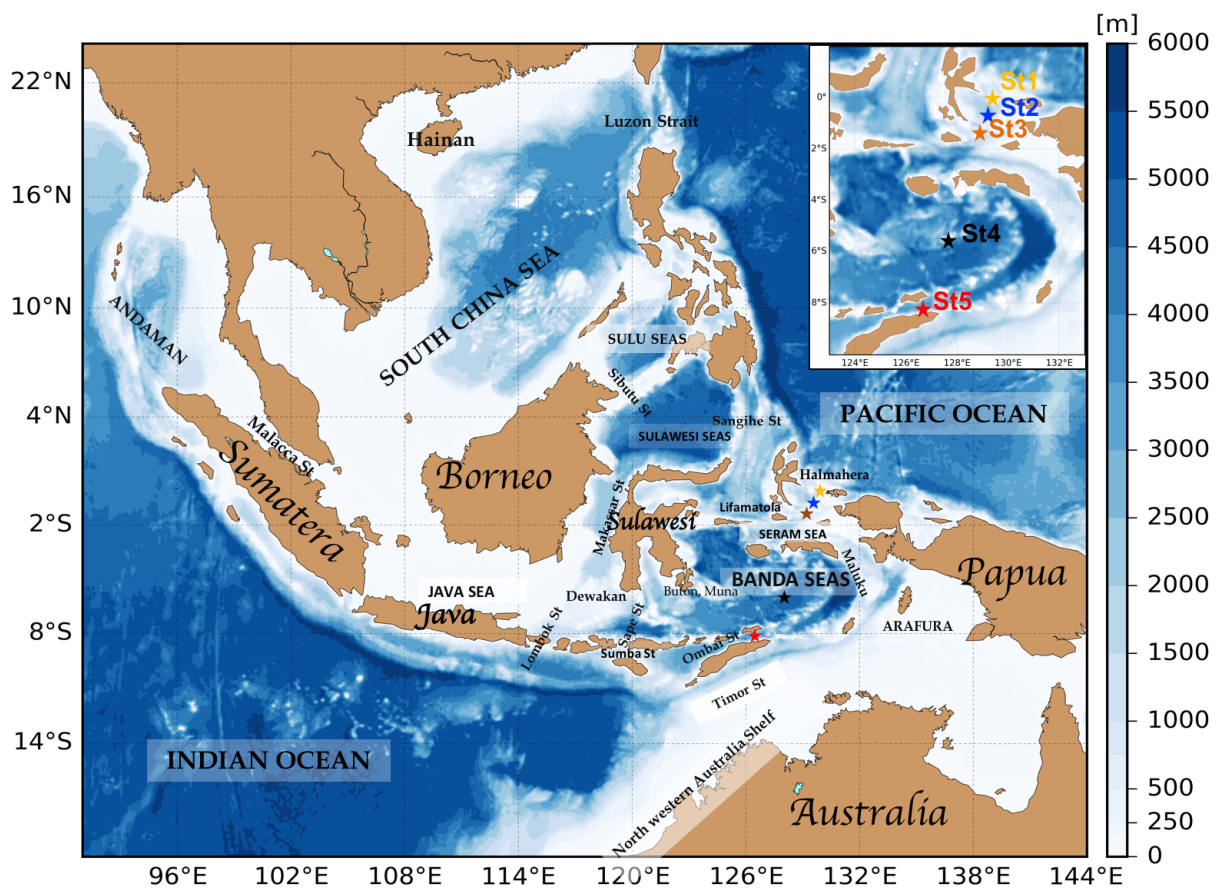 [m]
6000
5500
5000
4500
4000
3500
3000
2500
2000
1500
1000
500
250
0
22°N
16°N
10°N
4°N
2°S
8°S
14°S
96°E
102°E
108°E
114°E
120°E
126°E
132°E
138°E
144°E
0°
2°S
4°S
6°S
8°S
124°E
126°E
128°E
130°E
132°E
St1
St2
St3
St4
St5
Luzon Strait
Hainan
SOUTH CHINA SEA
ANDAMAN
SULU SEAS
Sibutu St
PACIFIC OCEAN
Sangihe St
SULAWESI SEAS
Malacca St
Sumatera
Borneo
Halmahera
Makassar St
Sulawesi
Lifamatola
SERAM SEA
Maluku
Papua
BANDA SEAS
Buton, Muna
JAVA SEA
Java
Dewakan
Lombok St
Sape St
Sumba St
Ombai St
ARAFURA
Timor St
INDIAN OCEAN
North western Australia Shelf
Australia